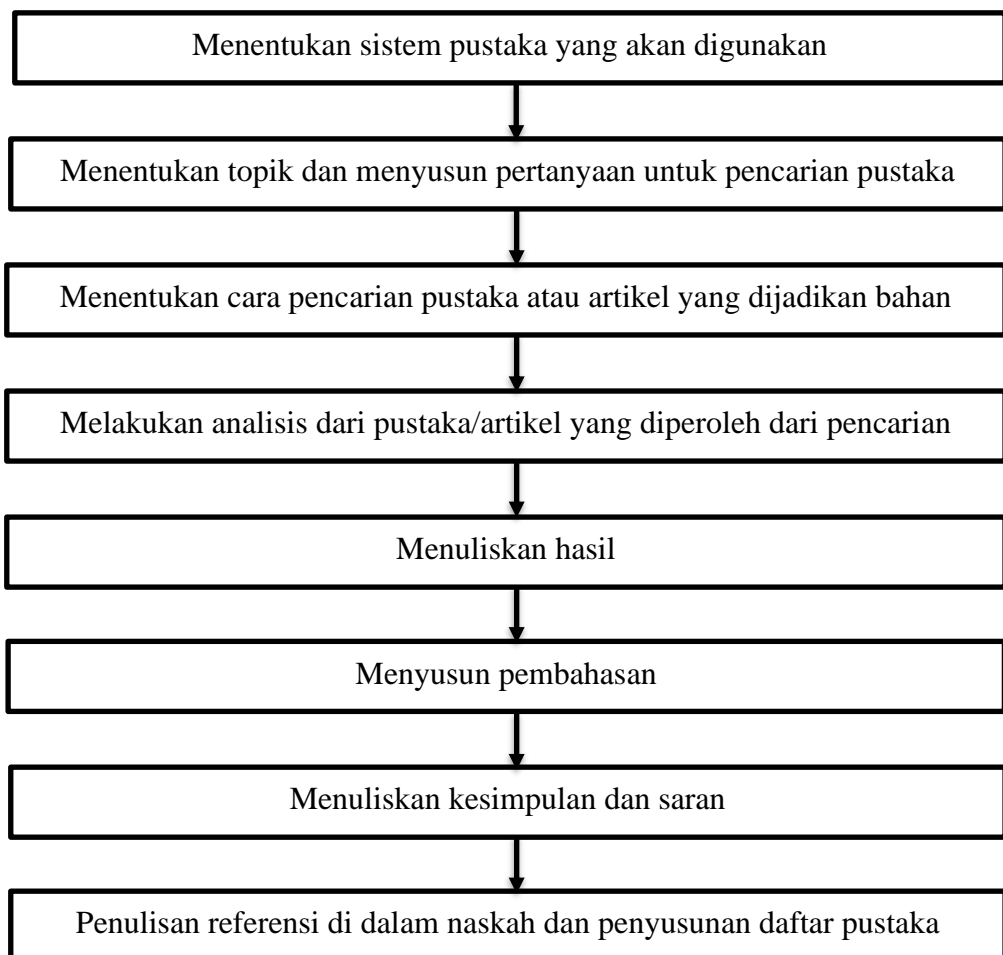 Menentukan sistem pustaka yang akan digunakan
Menentukan topik dan menyusun pertanyaan untuk pencarian pustaka
Menentukan cara pencarian pustaka atau artikel yang dijadikan bahan
Melakukan analisis dari pustaka/artikel yang diperoleh dari pencarian
Menuliskan hasil
Menyusun pembahasan
Menuliskan kesimpulan dan saran
Penulisan referensi di dalam naskah dan penyusunan daftar pustaka